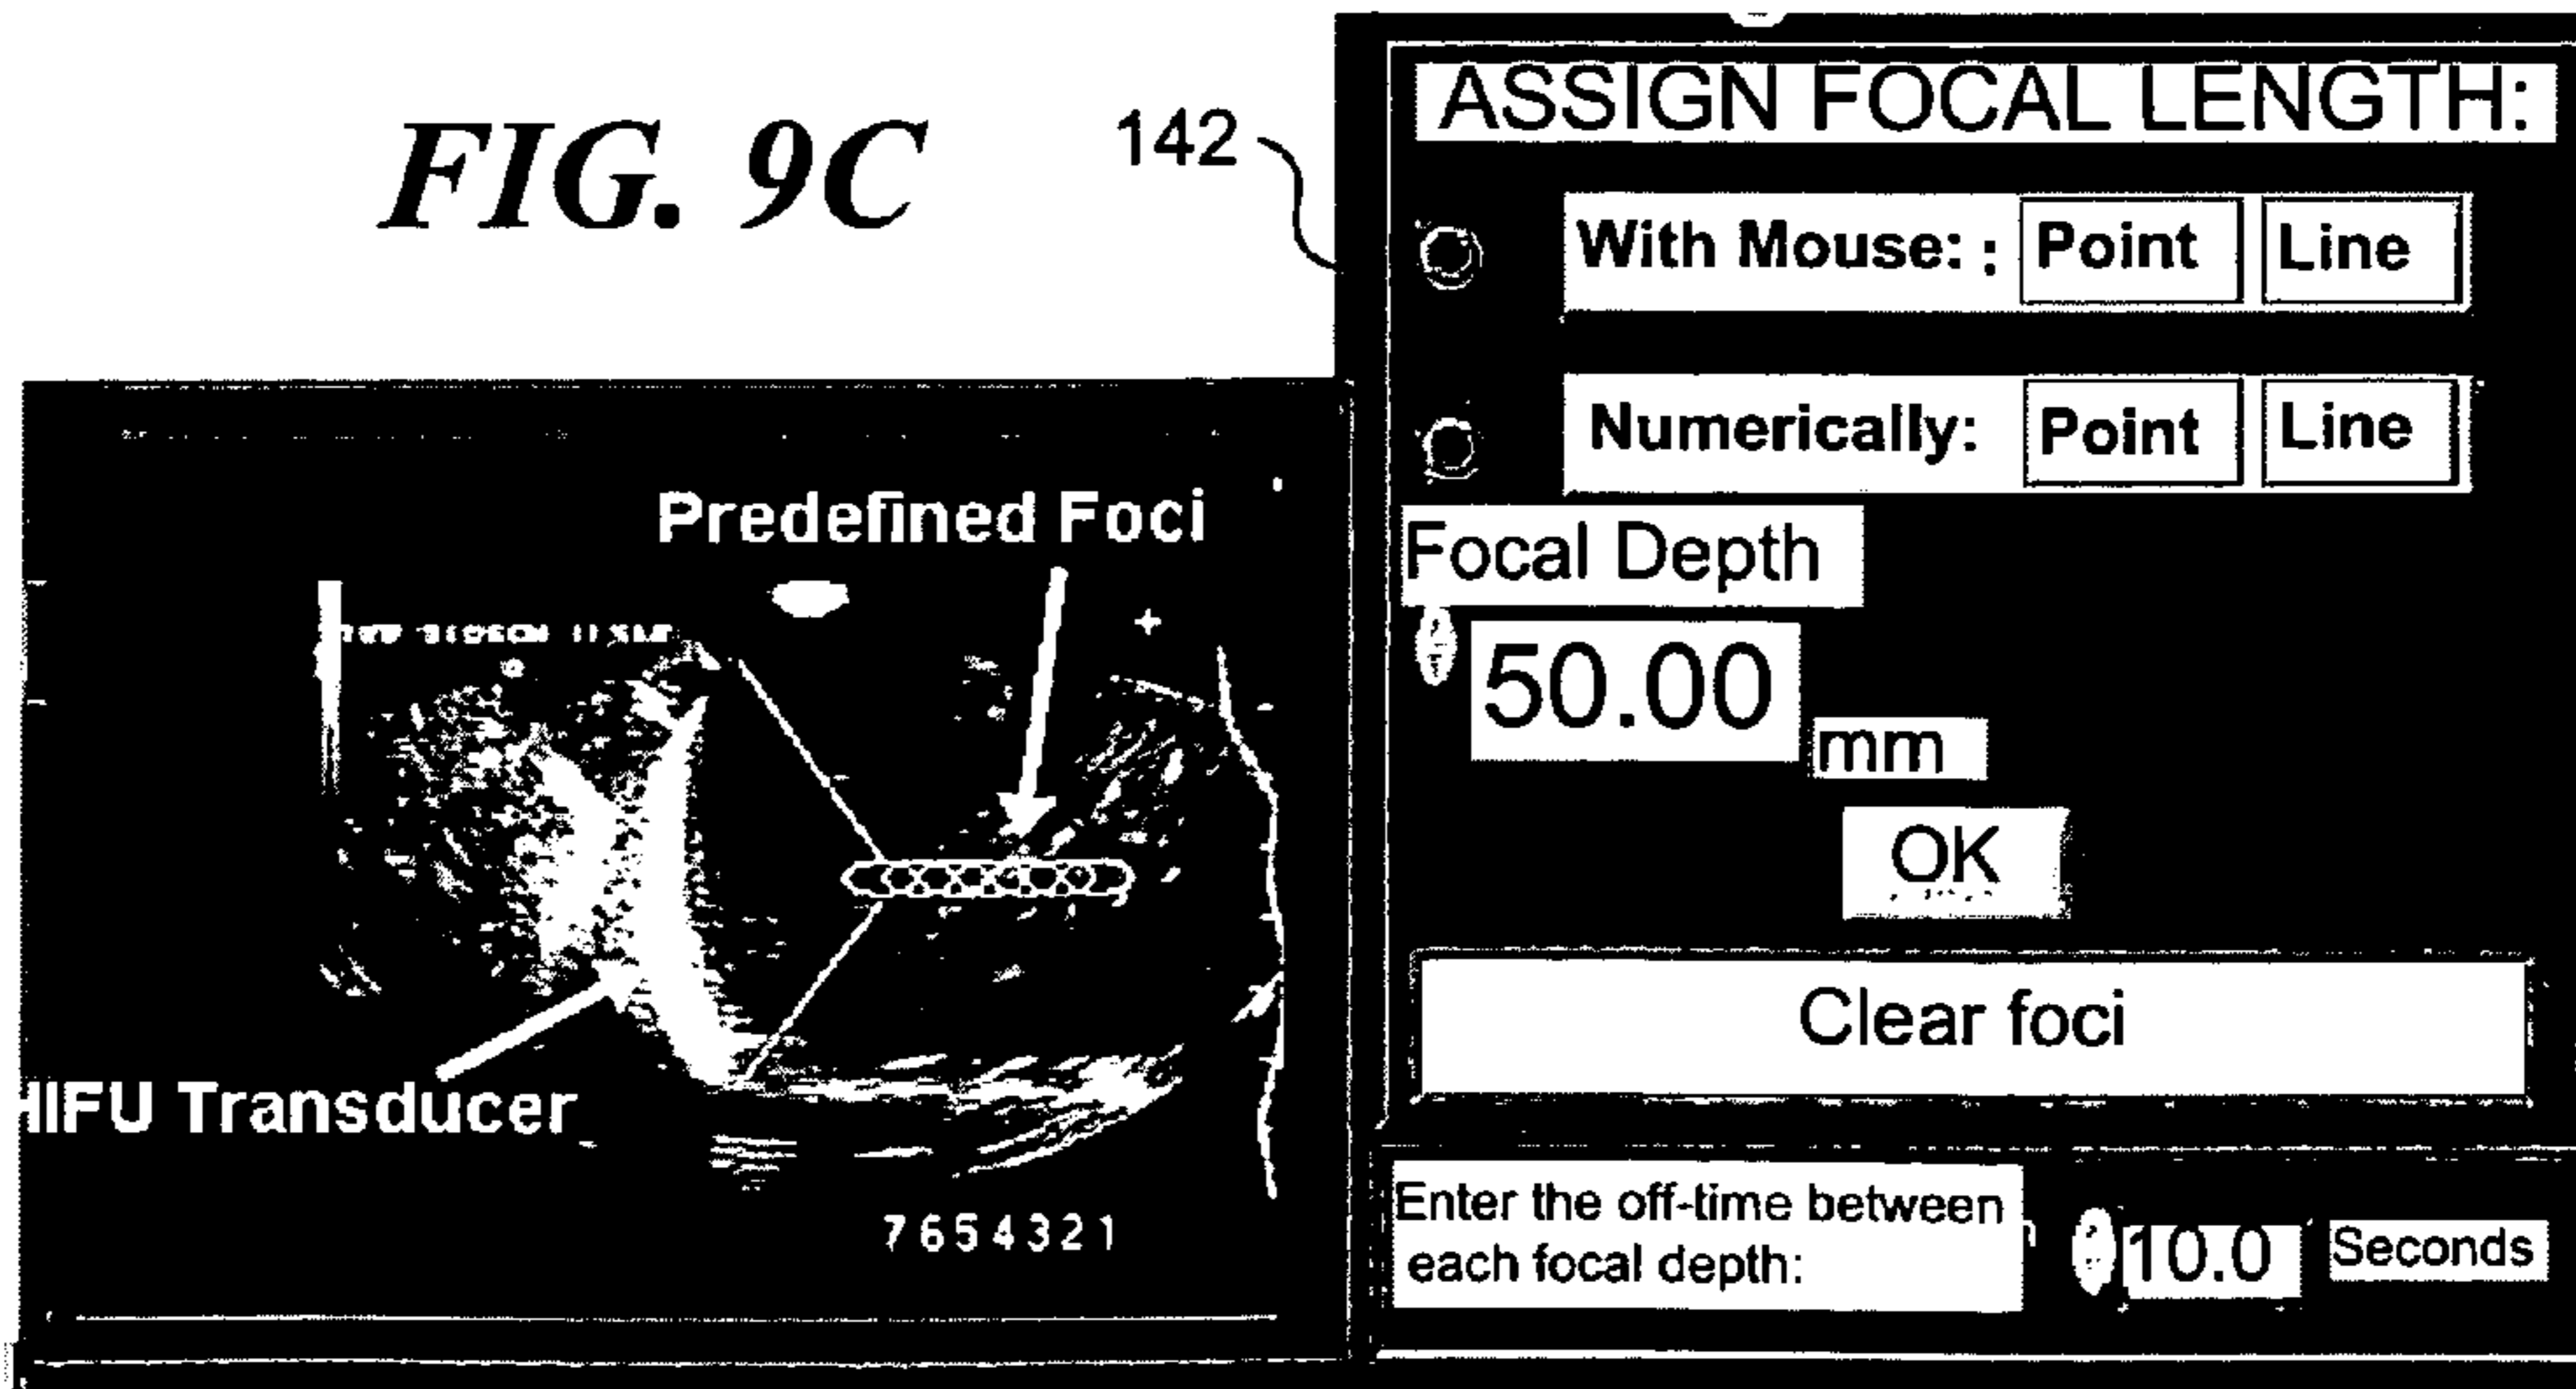 FIG. 9C
142
ASSIGN FOCAL LENGTH:
With Mouse: : Point Line
Numerically: Point Line
Focal Depth
50.00
mm
OK
Clear foci
Enter the off-time between
each focal depth:
10.0 Seconds
Predefined Foci
HIFU Transducer
7654321